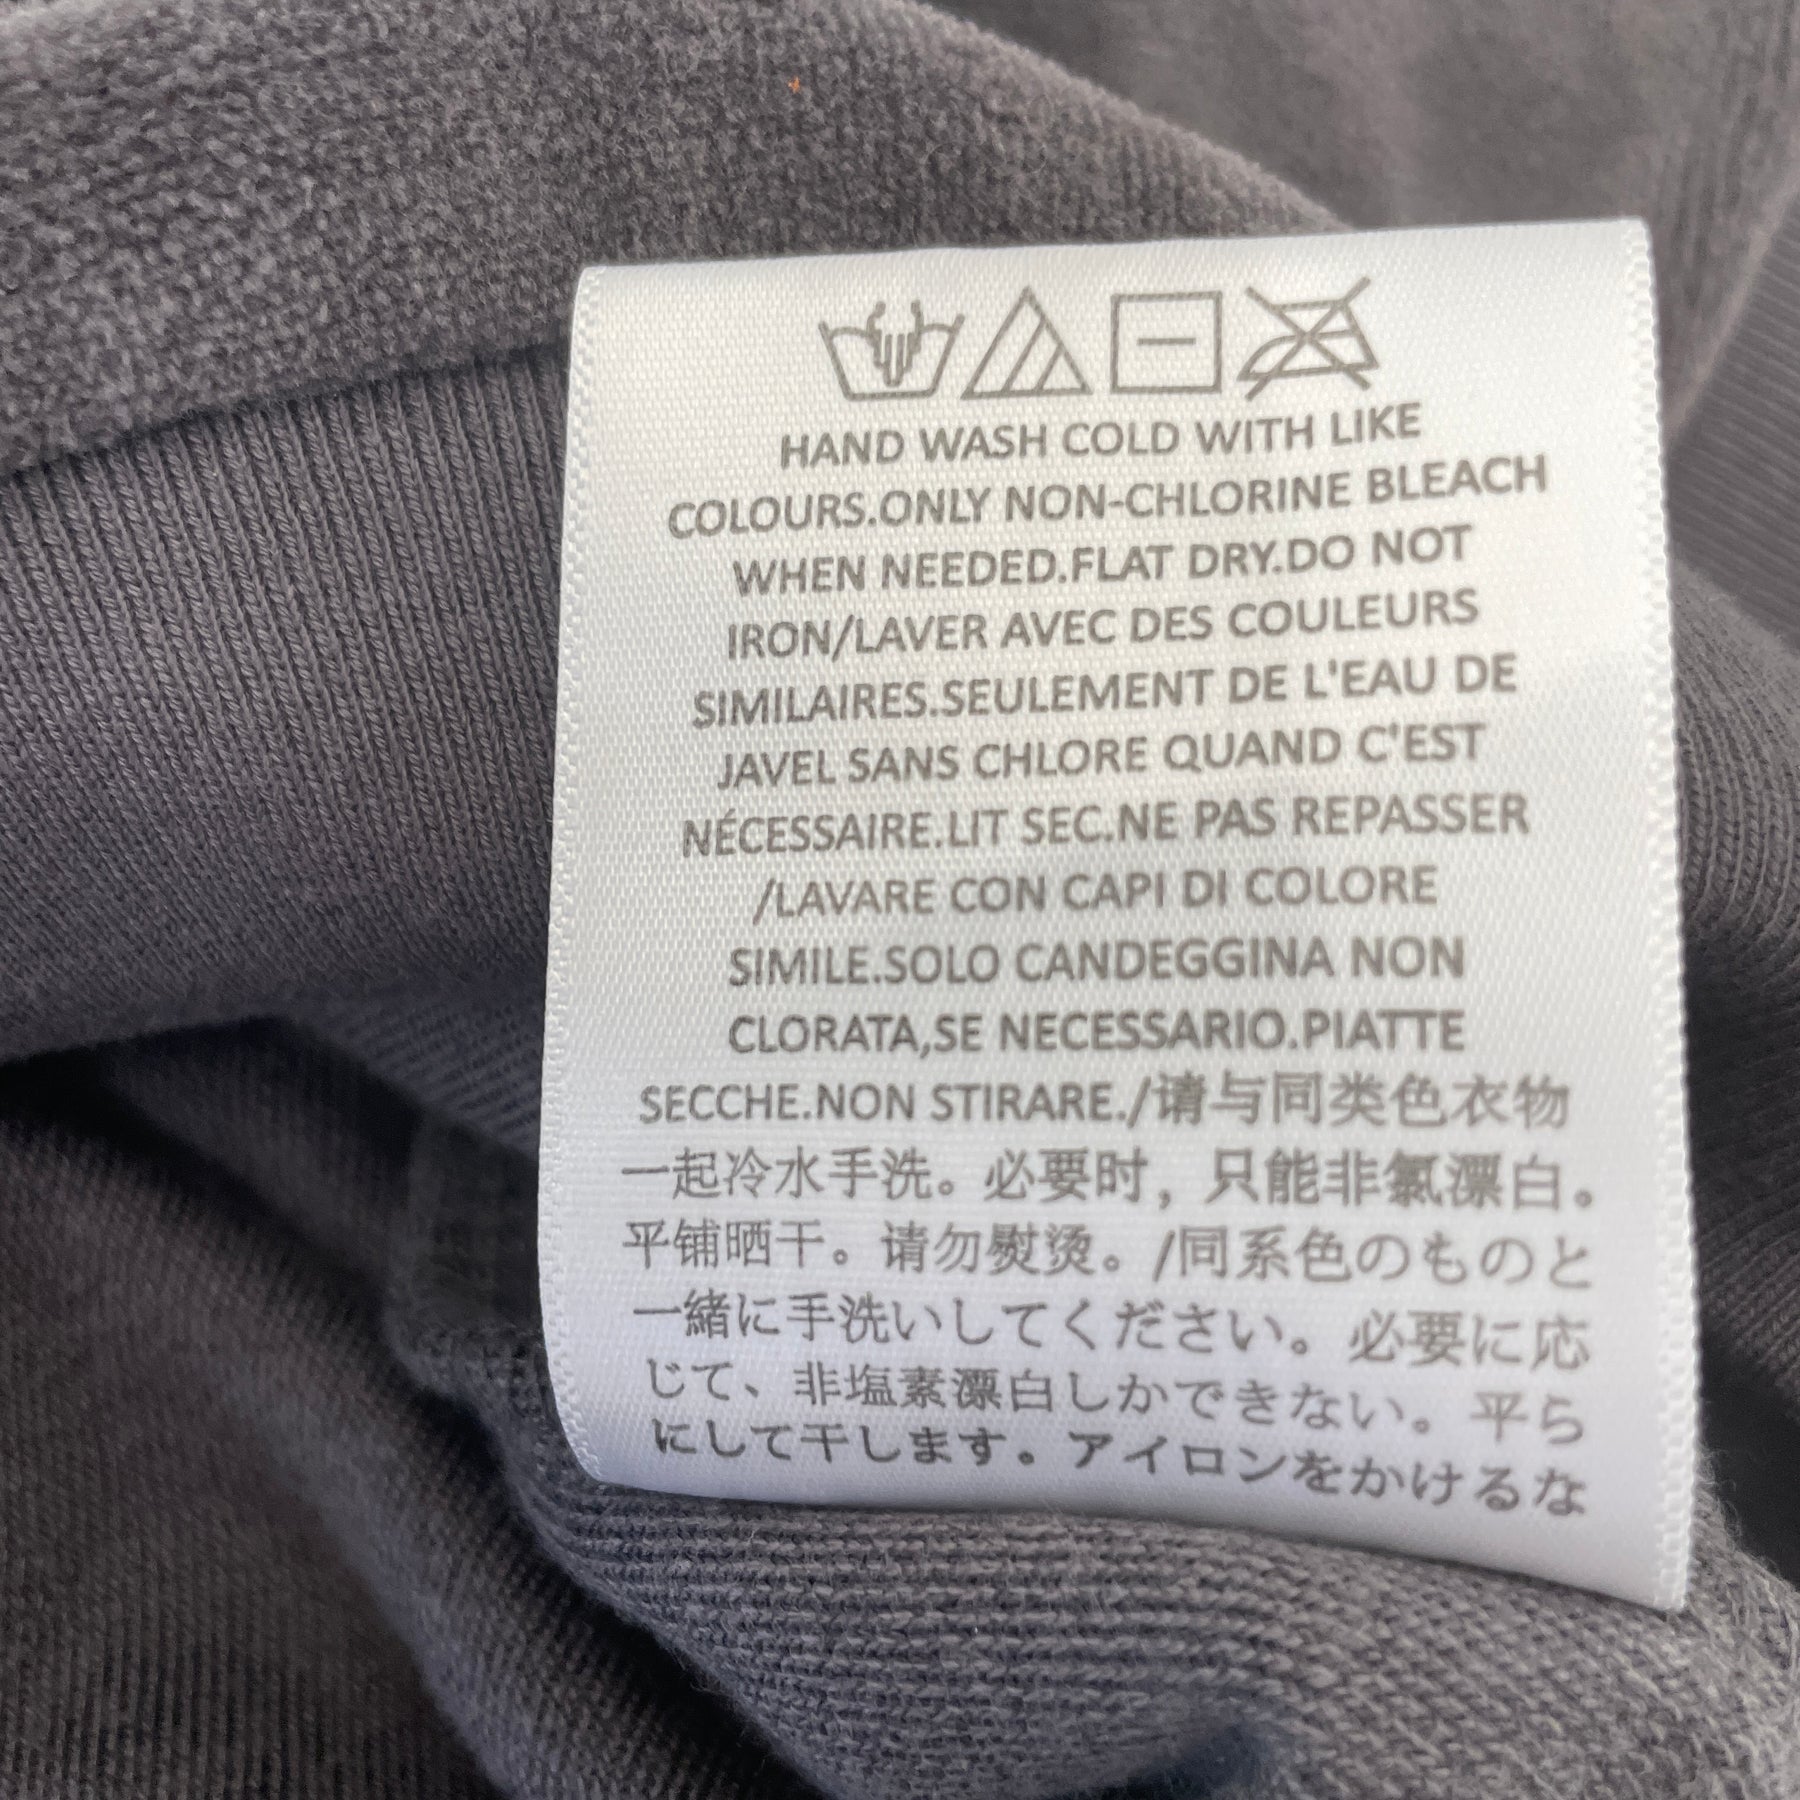 HAND WASH COLD WITH LIKE
COLOURS.ONLY NON-CHLORINE BLEACH
WHEN NEEDED.FLAT DRY.DO NOT
IRON/LAVER AVEC DES COULEURS
SIMILAIRES.SEULEMENT DE L'EAU DE
JAVEL SANS CHLORE QUAND C'EST
NÉCESSAIRE.LIT SEC.NE PAS REPASSER
/LAVARE CON CAPI DI COLORE
SIMILE.SOLO CANDEGGINA NON
CLORATA,SE NECESSARIO.PIATTE
SECCHE.NON STIRARE./请与同类色衣物
一起冷水手洗。必要时，只能非氯漂白。
平铺晒干。请勿熨烫。/同系色のものと
一緒に手洗いしてください。必要に応
じて、非塩素漂白しかできない。平ら
にして干します。アイロンをかけるな